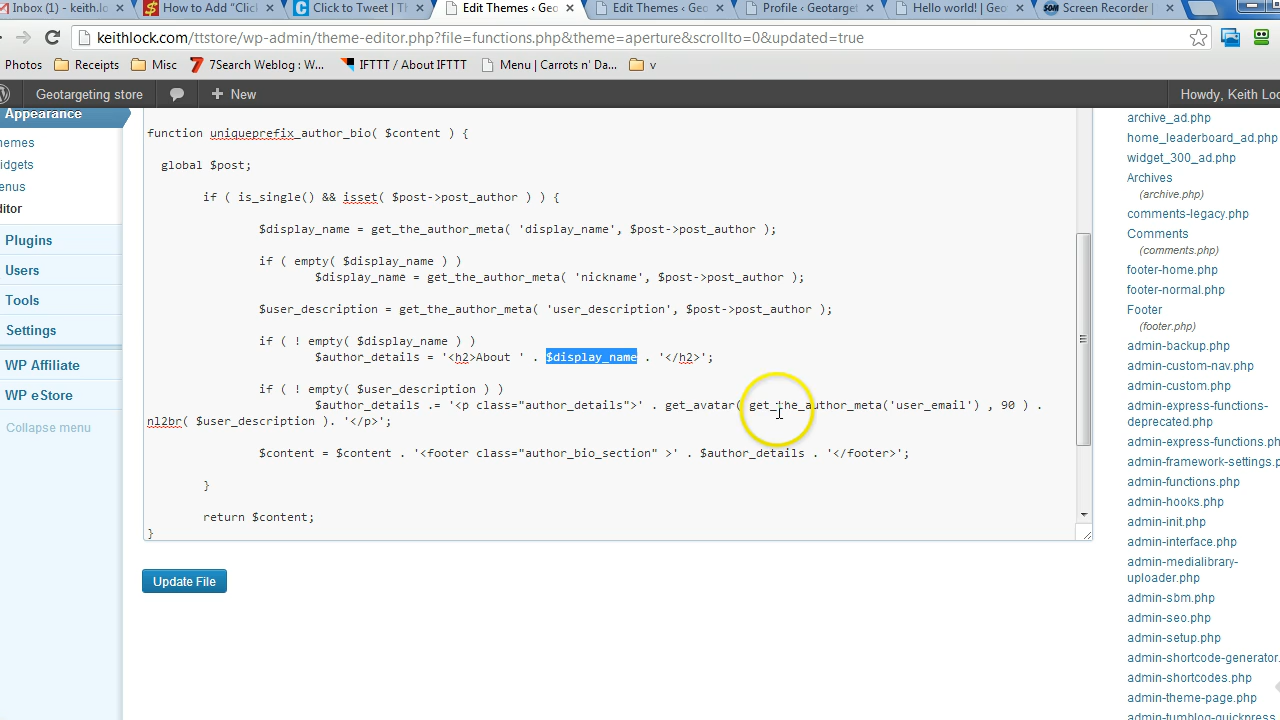 Inbox (1) - keith.lo
How to Add “Clicl
Click to Tweet | Th
Edit Themes ‹ Geo
Edit Themes ‹ Geo
Profile ‹ Geotarget
Hello world! | Geo
Screen Recorder |
keithlock.com/ttstore/wp-admin/theme-editor.php?file=functions.php&theme=aperture&scrollto=0&updated=true
Photos Receipts Misc 7Search Weblog : W... IFTTT / About IFTTT Menu | Carrots n' Da... v
Geotargeting store + New Howdy, Keith Loc
Appearance
hemes
idgets
enus
ditor
Plugins
Users
Tools
Settings
WP Affiliate
WP eStore
Collapse menu
function uniqueprefix_author_bio( $content ) {
global $post;
if ( is_single() && isset( $post->post_author ) ) {
$display_name = get_the_author_meta( 'display_name', $post->post_author );
if ( empty( $display_name ) )
$display_name = get_the_author_meta( 'nickname', $post->post_author );
$user_description = get_the_author_meta( 'user_description', $post->post_author );
if ( ! empty( $display_name ) )
$author_details = '<h2>About ' . $display_name . '</h2>';
if ( ! empty( $user_description ) )
$author_details .= '<p class="author_details">' . get_avatar( get_the_author_meta('user_email') , 90 ) .
nl2br( $user_description ). '</p>';
$content = $content . '<footer class="author_bio_section" >' . $author_details . '</footer>';
}
return $content;
}
Update File
archive_ad.php
home_leaderboard_ad.php
widget_300_ad.php
Archives
(archive.php)
comments-legacy.php
Comments
(comments.php)
footer-home.php
footer-normal.php
Footer
(footer.php)
admin-backup.php
admin-custom-nav.php
admin-custom.php
admin-express-functions-
deprecated.php
admin-express-functions.ph
admin-framework-settings.p
admin-functions.php
admin-hooks.php
admin-init.php
admin-interface.php
admin-medialibrary-
uploader.php
admin-sbm.php
admin-seo.php
admin-setup.php
admin-shortcode-generator.
admin-shortcodes.php
admin-theme-page.php
admin-tumblog-quickpress